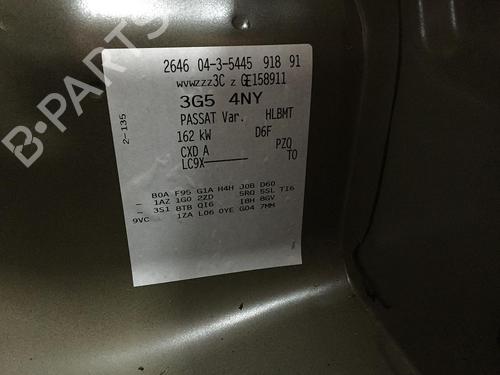 B-PARTS
2646 04-3-5445 918 91
WVWZZZ3C Z GE158911
3G5 4NY
PASSAT Var. HLBMT
162 kW D6F
CXD A PZQ
LC9X------ TO
2-135
BOA F95 G1A H4H J0B D60
- 1AZ 1G0 2ZD 5RQ 5SL TI6
- 3S1 8TB QI6 I8H 8GV
9VC 1ZA L06 0YE G04 7MM